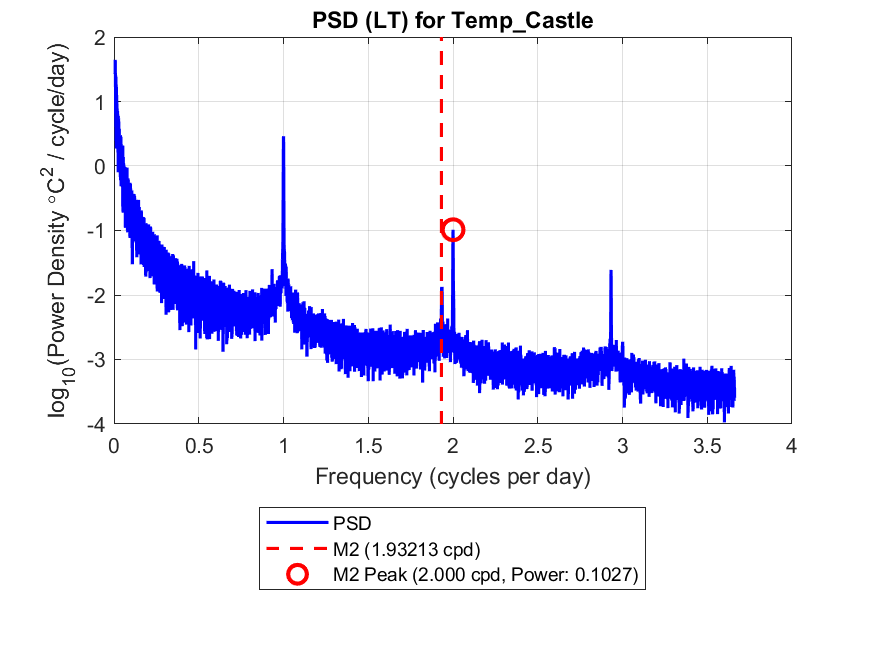 PSD (LT) for Temp_Castle
log10(Power Density °C2 / cycle/day)
2
1
0
-1
-2
-3
-4
0 0.5 1 1.5 2 2.5 3 3.5 4
Frequency (cycles per day)
PSD
M2 (1.93213 cpd)
M2 Peak (2.000 cpd, Power: 0.1027)